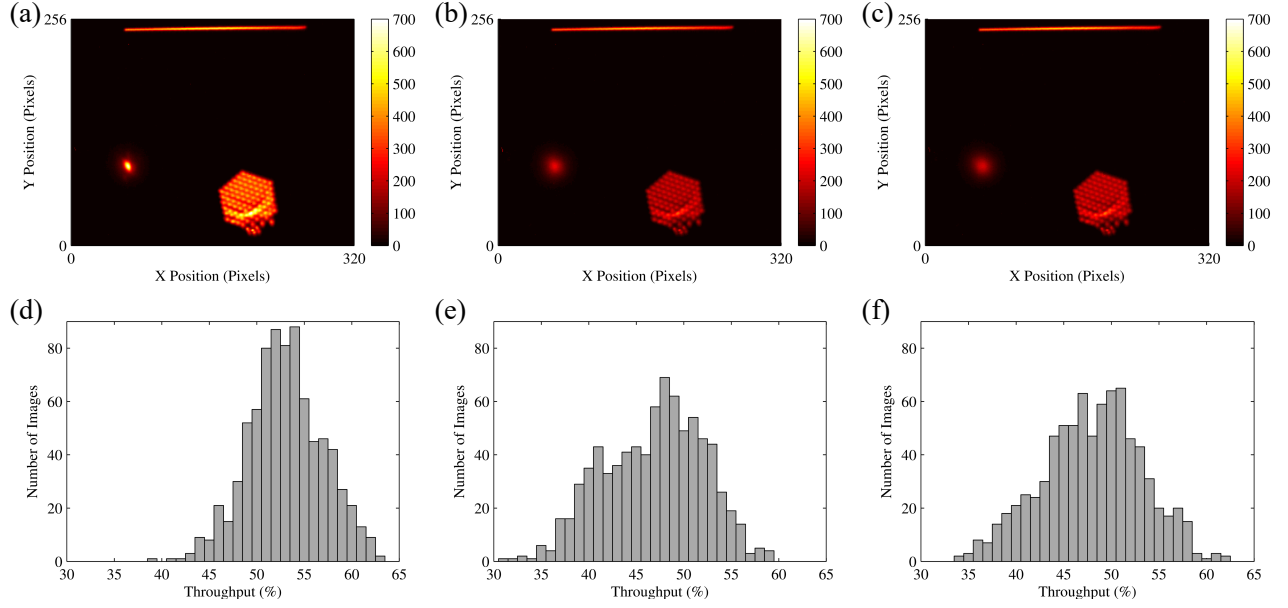 (a)
256
Y Position (Pixels)
0
0
320
X Position (Pixels)
700
600
500
400
300
200
100
0
(b)
256
Y Position (Pixels)
0
0
320
X Position (Pixels)
700
600
500
400
300
200
100
0
(c)
256
Y Position (Pixels)
0
0
320
X Position (Pixels)
700
600
500
400
300
200
100
0
(d)
Number of Images
80
60
40
20
0
30 35 40 45 50 55 60 65
Throughput (%)
(e)
Number of Images
80
60
40
20
0
30 35 40 45 50 55 60 65
Throughput (%)
(f)
Number of Images
80
60
40
20
0
30 35 40 45 50 55 60 65
Throughput (%)